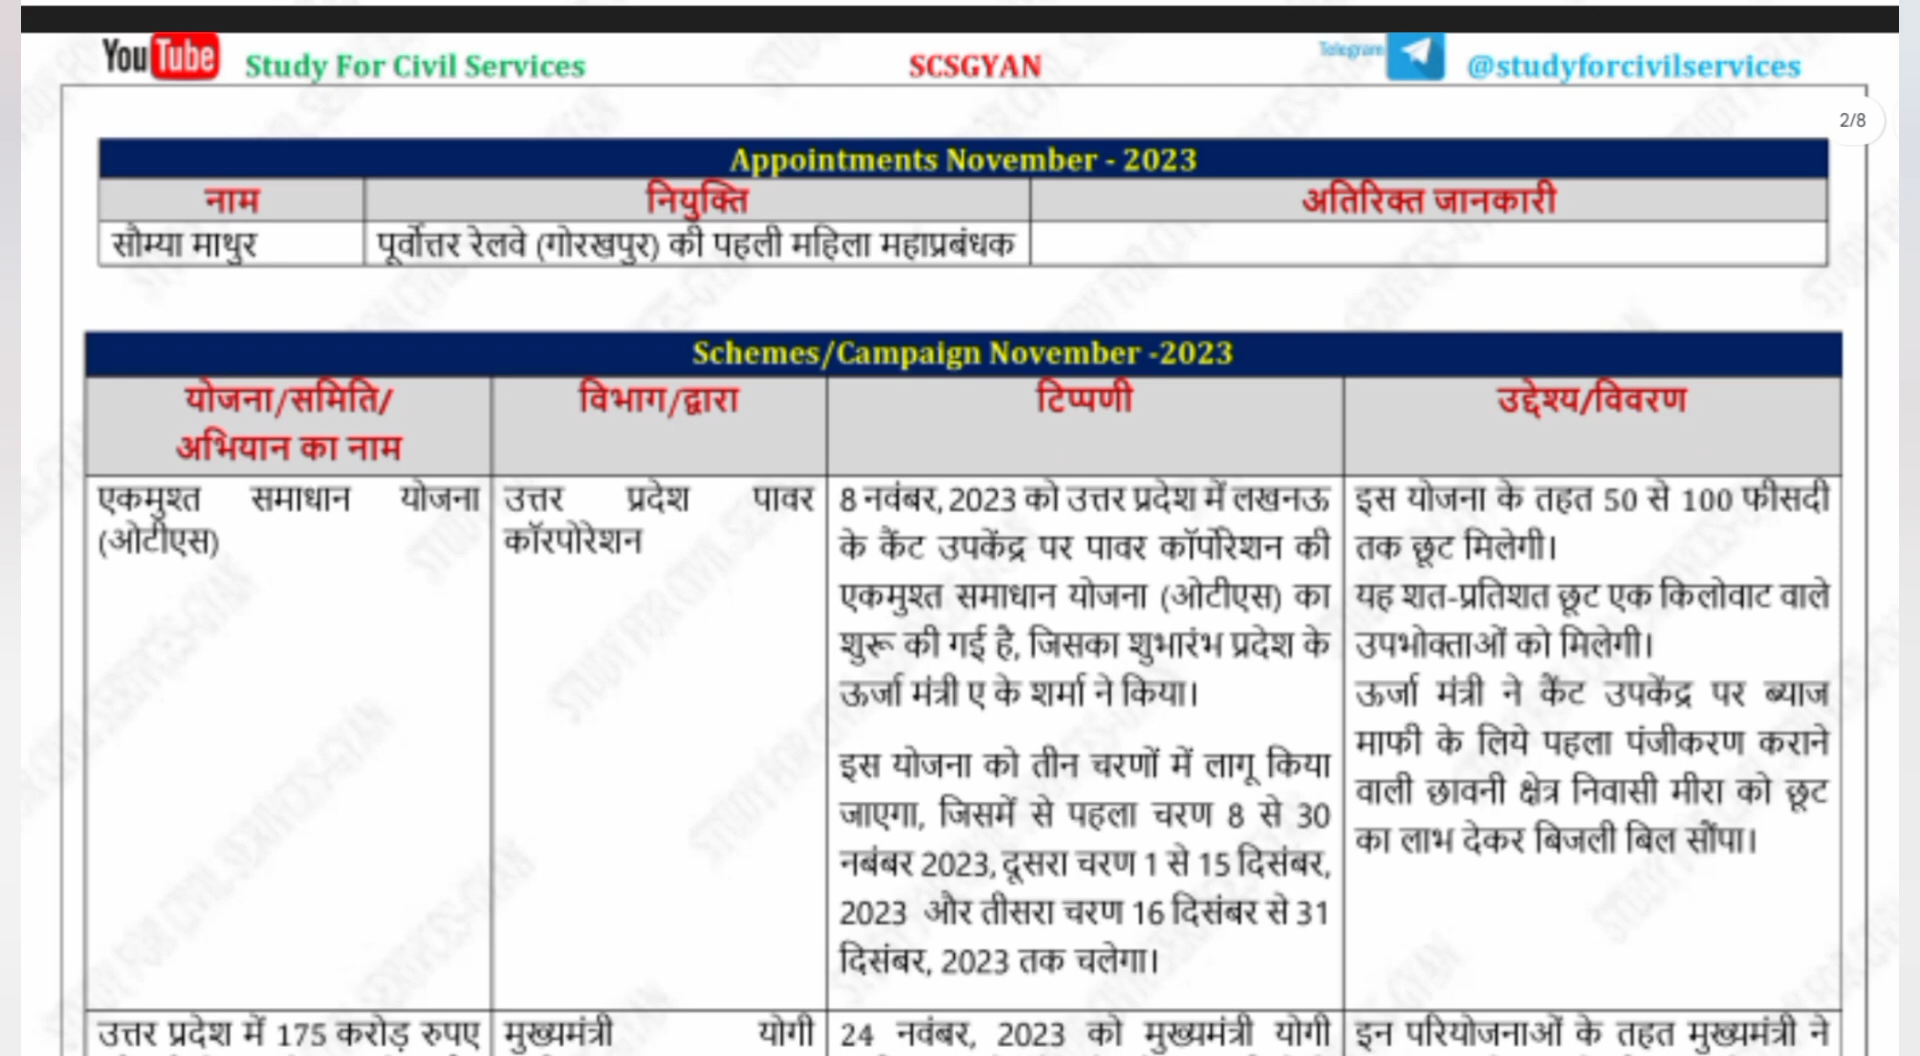 YouTube Study For Civil Services SCSGYAN Telegram @studyforcivilservices
2/8
Appointments November - 2023
नाम नियुक्ति अतिरिक्त जानकारी
सौम्या माथुर पूर्वोत्तर रेलवे (गोरखपुर) की पहली महिला महाप्रबंधक
Schemes/Campaign November -2023
योजना/समिति/
अभियान का नाम
विभाग/द्वारा
टिप्पणी
उद्देश्य/विवरण
एकमुश्त समाधान योजना
(ओटीएस)
उत्तर प्रदेश पावर
कॉरपोरेशन
8 नवंबर, 2023 को उत्तर प्रदेश में लखनऊ
के कैंट उपकेंद्र पर पावर कॉर्पोरेशन की
एकमुश्त समाधान योजना (ओटीएस) का
शुरू की गई है, जिसका शुभारंभ प्रदेश के
ऊर्जा मंत्री ए के शर्मा ने किया।
इस योजना को तीन चरणों में लागू किया
जाएगा, जिसमें से पहला चरण 8 से 30
नबंबर 2023, दूसरा चरण 1 से 15 दिसंबर,
2023 और तीसरा चरण 16 दिसंबर से 31
दिसंबर, 2023 तक चलेगा।
इस योजना के तहत 50 से 100 फीसदी
तक छूट मिलेगी।
यह शत-प्रतिशत छूट एक किलोवाट वाले
उपभोक्ताओं को मिलेगी।
ऊर्जा मंत्री ने कैंट उपकेंद्र पर ब्याज
माफी के लिये पहला पंजीकरण कराने
वाली छावनी क्षेत्र निवासी मीरा को छूट
का लाभ देकर बिजली बिल सौंपा।
उत्तर प्रदेश में 175 करोड़ रुपए
मुख्यमंत्री योगी
24 नवंबर, 2023 को मुख्यमंत्री योगी
इन परियोजनाओं के तहत मुख्यमंत्री ने